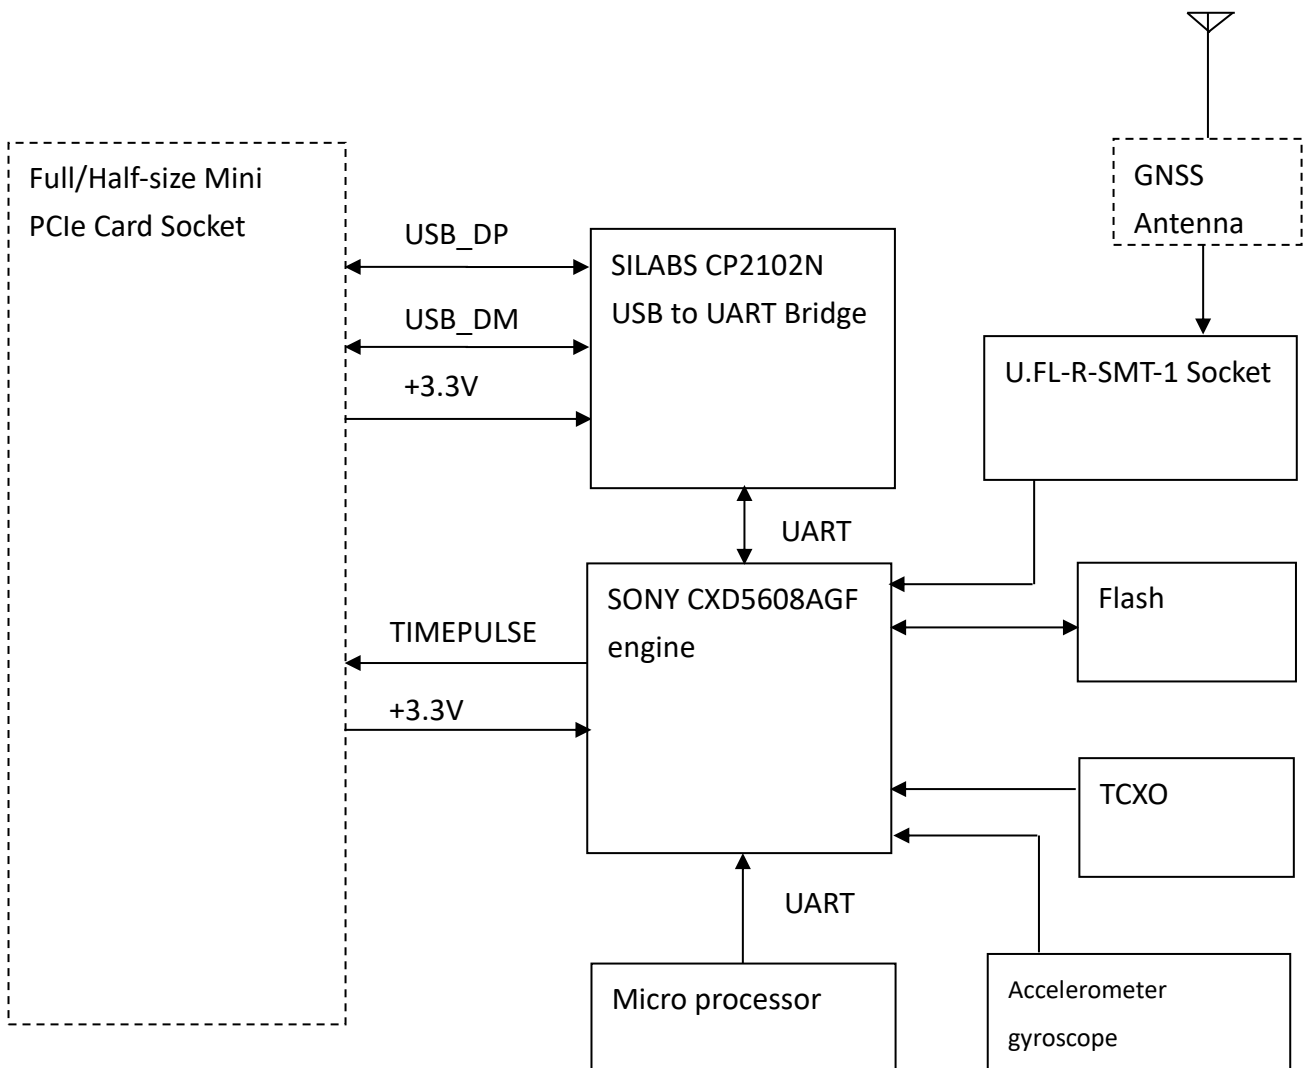 Full/Half-size Mini
PCIe Card Socket
USB_DP
USB_DM
+3.3V
SILABS CP2102N
USB to UART Bridge
GNSS
Antenna
U.FL-R-SMT-1 Socket
UART
TIMEPULSE
+3.3V
SONY CXD5608AGF
engine
Flash
TCXO
UART
Micro processor
Accelerometer
gyroscope